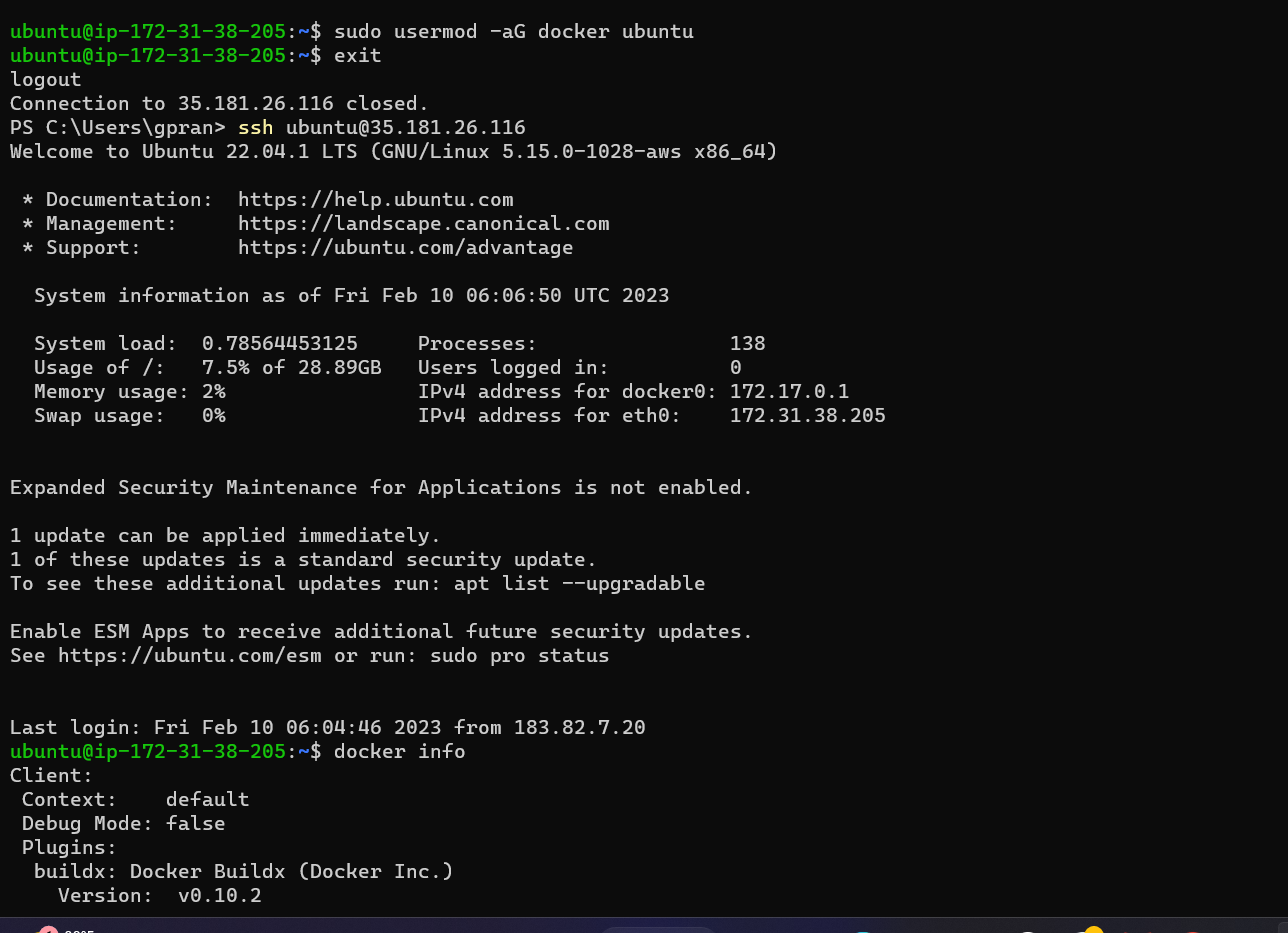 ubuntu@ip-172-31-38-205:~$ sudo usermod -aG docker ubuntu
ubuntu@ip-172-31-38-205:~$ exit
logout
Connection to 35.181.26.116 closed.
PS C:\Users\gpran> ssh ubuntu@35.181.26.116
Welcome to Ubuntu 22.04.1 LTS (GNU/Linux 5.15.0-1028-aws x86_64)
* Documentation:  https://help.ubuntu.com
* Management:     https://landscape.canonical.com
* Support:        https://ubuntu.com/advantage
System information as of Fri Feb 10 06:06:50 UTC 2023
System load:  0.78564453125     Processes:                138
Usage of /:   7.5% of 28.89GB   Users logged in:          0
Memory usage: 2%                IPv4 address for docker0: 172.17.0.1
Swap usage:   0%                IPv4 address for eth0:    172.31.38.205
Expanded Security Maintenance for Applications is not enabled.
1 update can be applied immediately.
1 of these updates is a standard security update.
To see these additional updates run: apt list --upgradable
Enable ESM Apps to receive additional future security updates.
See https://ubuntu.com/esm or run: sudo pro status
Last login: Fri Feb 10 06:04:46 2023 from 183.82.7.20
ubuntu@ip-172-31-38-205:~$ docker info
Client:
Context:    default
Debug Mode: false
Plugins:
buildx: Docker Buildx (Docker Inc.)
Version:  v0.10.2